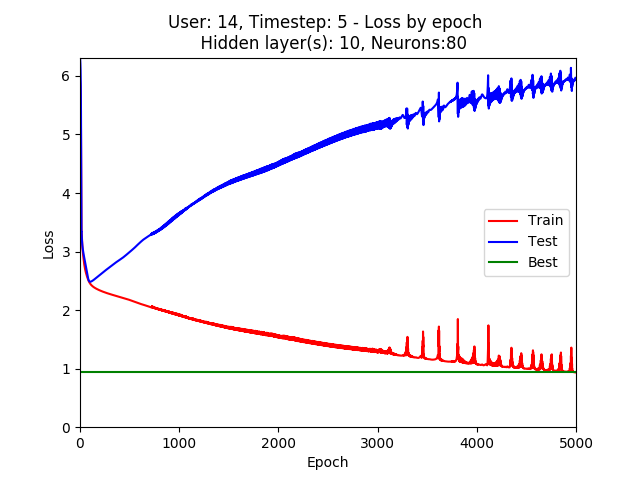 User: 14, Timestep: 5 - Loss by epoch
Hidden layer(s): 10, Neurons:80
Loss
6
5
4
3
2
1
0
Train
Test
Best
0 1000 2000 3000 4000 5000
Epoch